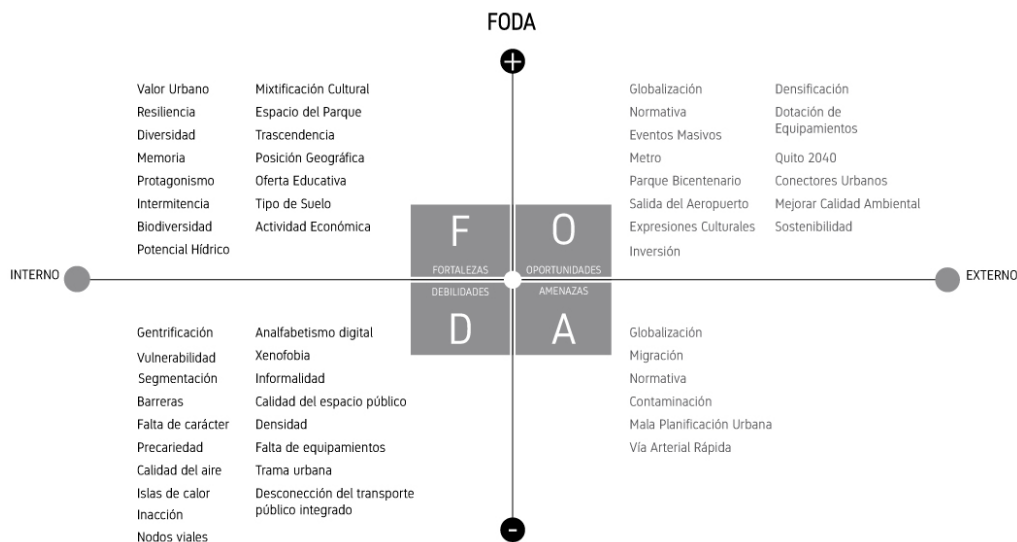 FODA
+
Valor Urbano
Resiliencia
Diversidad
Memoria
Protagonismo
Intermitencia
Biodiversidad
Potencial Hídrico
Mixtificación Cultural
Espacio del Parque
Trascendencia
Posición Geográfica
Oferta Educativa
Tipo de Suelo
Actividad Económica
Globalización
Normativa
Eventos Masivos
Metro
Parque Bicentenario
Salida del Aeropuerto
Expresiones Culturales
Inversión
Densificación
Dotación de
Equipamientos
Quito 2040
Conectores Urbanos
Mejorar Calidad Ambiental
Sostenibilidad
F
FORTALEZAS
O
OPORTUNIDADES
INTERNO
EXTERNO
DEBILIDADES
D
AMENAZAS
A
Gentrificación
Vulnerabilidad
Segmentación
Barreras
Falta de carácter
Precariedad
Calidad del aire
Islas de calor
Inacción
Nodos viales
Analfabetismo digital
Xenofobia
Informalidad
Calidad del espacio público
Densidad
Falta de equipamientos
Trama urbana
Desconección del transporte
público integrado
Globalización
Migración
Normativa
Contaminación
Mala Planificación Urbana
Vía Arterial Rápida
-